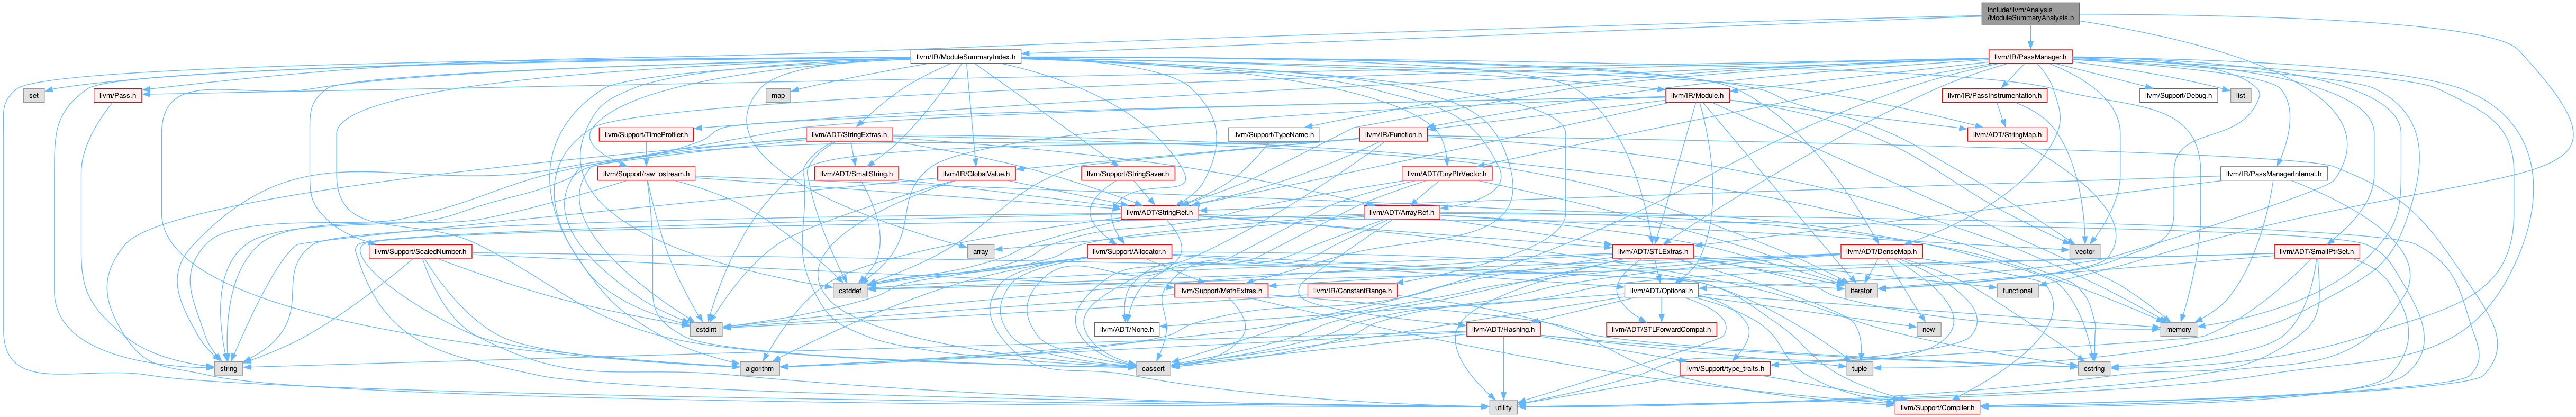 include/llvm/Analysis
/ModuleSummaryAnalysis.h
llvm/IR/ModuleSummaryIndex.h
llvm/IR/PassManager.h
set
llvm/Pass.h
map
llvm/IR/Module.h
llvm/IR/PassInstrumentation.h
llvm/Support/Debug.h
list
llvm/Support/TimeProfiler.h
llvm/ADT/StringExtras.h
llvm/Support/TypeName.h
llvm/IR/Function.h
llvm/ADT/StringMap.h
llvm/Support/raw_ostream.h
llvm/ADT/SmallString.h
llvm/IR/GlobalValue.h
llvm/Support/StringSaver.h
llvm/ADT/TinyPtrVector.h
llvm/IR/PassManagerInternal.h
llvm/ADT/StringRef.h
llvm/ADT/ArrayRef.h
llvm/Support/ScaledNumber.h
array
llvm/Support/Allocator.h
llvm/ADT/STLExtras.h
llvm/ADT/DenseMap.h
vector
llvm/ADT/SmallPtrSet.h
cstddef
llvm/Support/MathExtras.h
llvm/IR/ConstantRange.h
llvm/ADT/Optional.h
iterator
functional
cstdint
llvm/ADT/None.h
llvm/ADT/Hashing.h
llvm/ADT/STLForwardCompat.h
new
memory
string
algorithm
cassert
llvm/Support/type_traits.h
tuple
cstring
utility
llvm/Support/Compiler.h